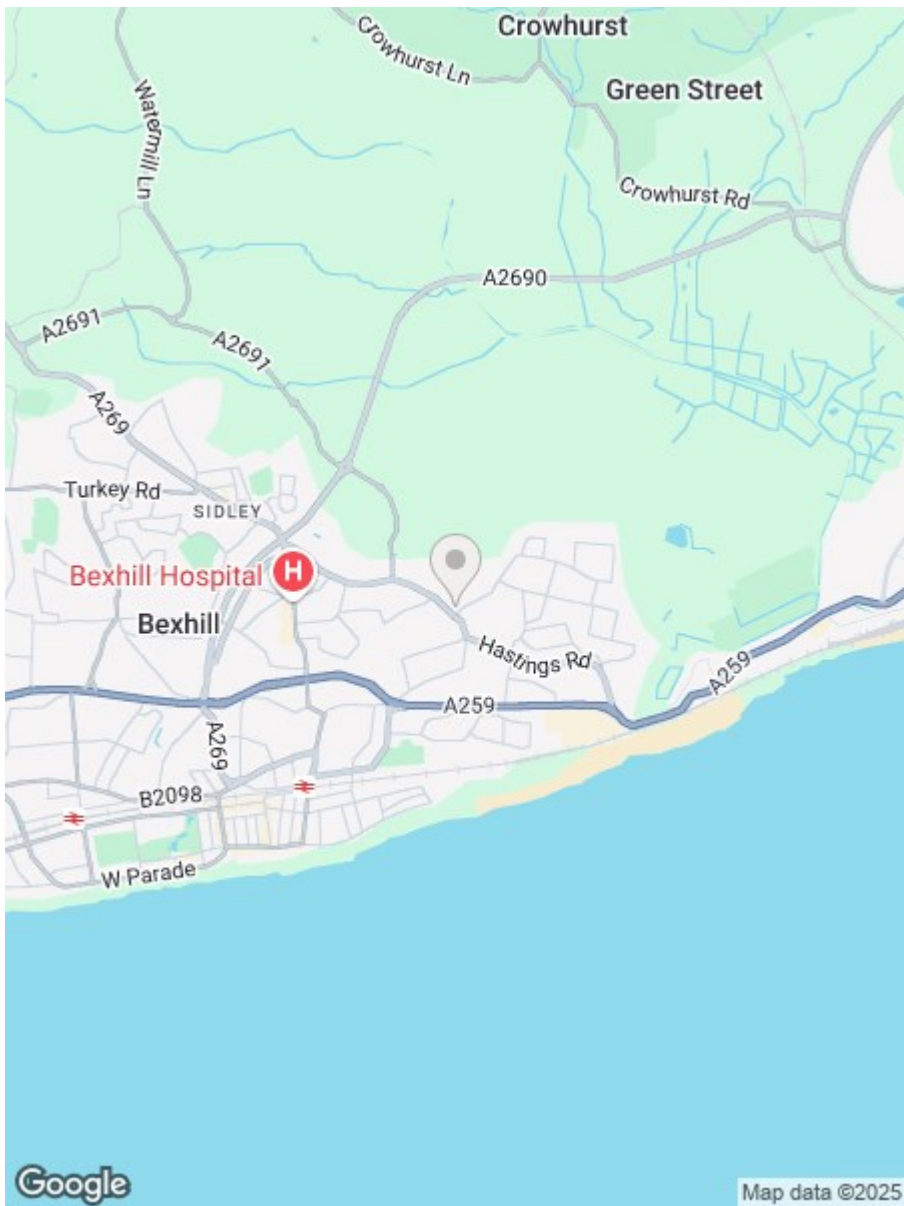 Crowhurst
Crowhurst Ln
Green Street
Watermill Ln
Crowhurst Rd
A2690
A2691
A2691
A269
Turkey Rd
SIDLEY
Bexhill Hospital H
Bexhill
Hastings Rd
A259
A259
A269
B2098
W Parade
Google
Map data ©2025